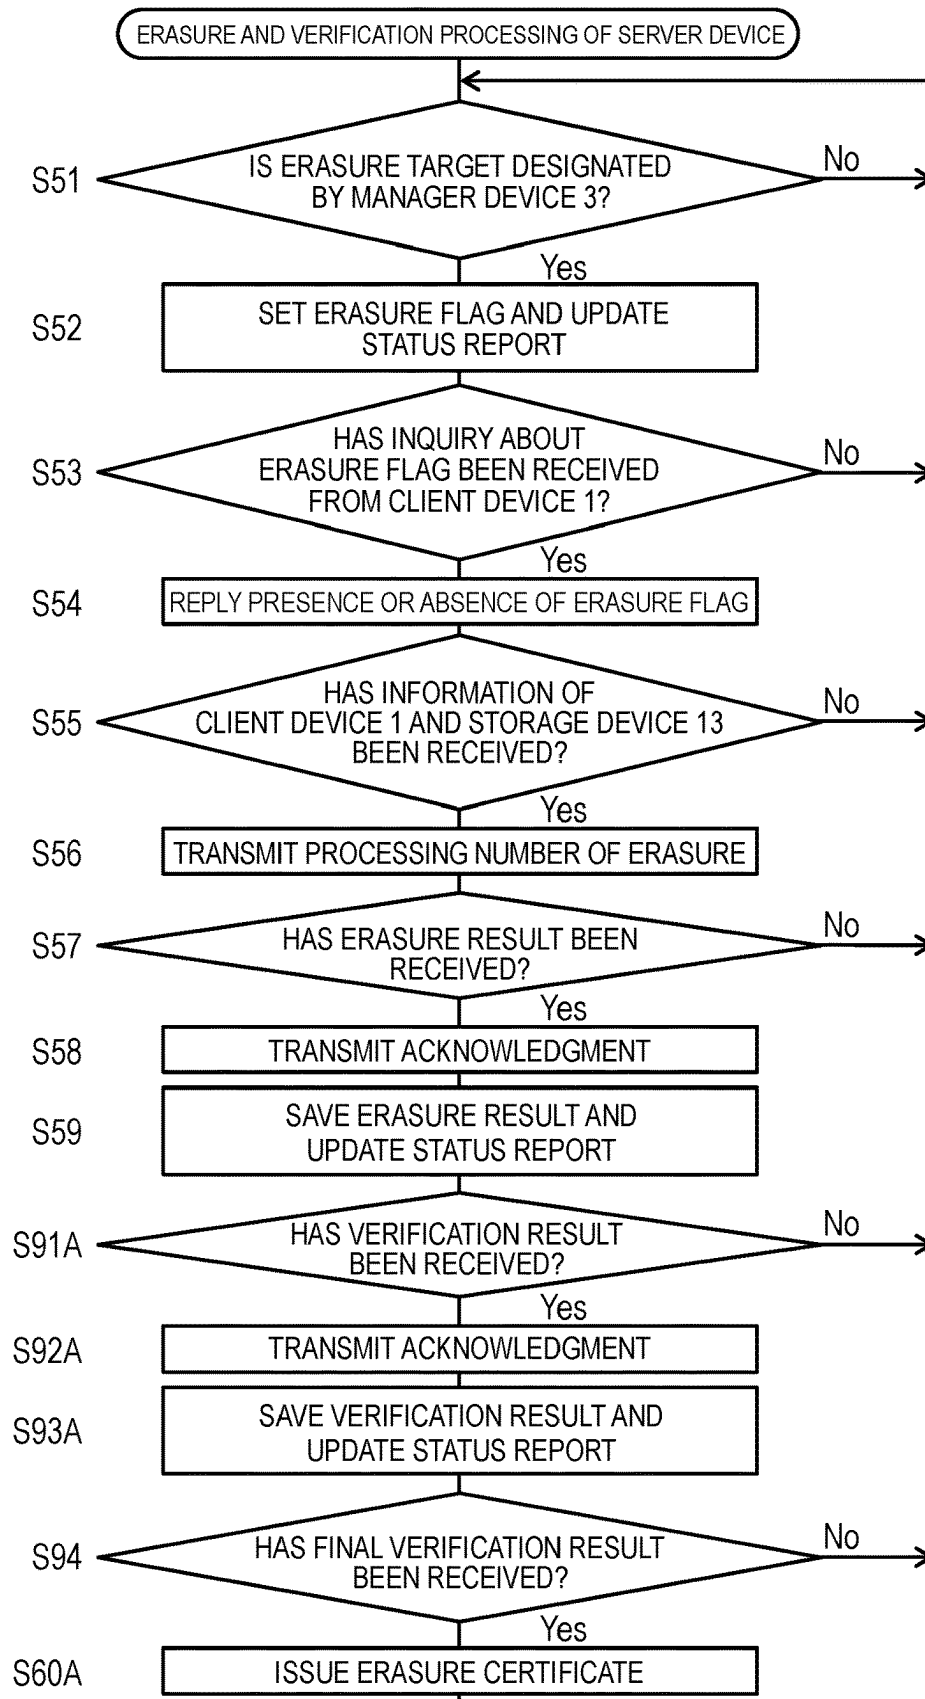 ERASURE AND VERIFICATION PROCESSING OF SERVER DEVICE
S51
IS ERASURE TARGET DESIGNATED
BY MANAGER DEVICE 3?
No
Yes
S52
SET ERASURE FLAG AND UPDATE
STATUS REPORT
S53
HAS INQUIRY ABOUT
ERASURE FLAG BEEN RECEIVED
FROM CLIENT DEVICE 1?
No
Yes
S54
REPLY PRESENCE OR ABSENCE OF ERASURE FLAG
S55
HAS INFORMATION OF
CLIENT DEVICE 1 AND STORAGE DEVICE 13
BEEN RECEIVED?
No
Yes
S56
TRANSMIT PROCESSING NUMBER OF ERASURE
S57
HAS ERASURE RESULT BEEN
RECEIVED?
No
Yes
S58
TRANSMIT ACKNOWLEDGMENT
S59
SAVE ERASURE RESULT AND
UPDATE STATUS REPORT
S91A
HAS VERIFICATION RESULT
BEEN RECEIVED?
No
Yes
S92A
TRANSMIT ACKNOWLEDGMENT
S93A
SAVE VERIFICATION RESULT AND
UPDATE STATUS REPORT
S94
HAS FINAL VERIFICATION RESULT
BEEN RECEIVED?
No
Yes
S60A
ISSUE ERASURE CERTIFICATE